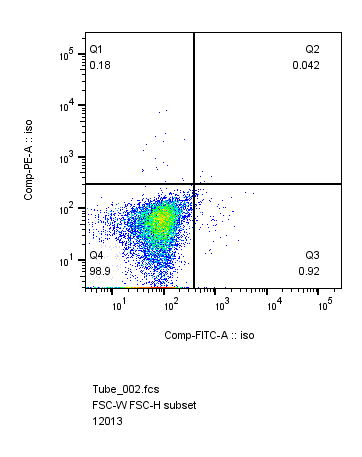 Q1
0.18
Q2
0.042
Q4
98.9
Q3
0.92
10^5
10^4
10^3
10^2
10^1
10^1
10^2
10^3
10^4
10^5
Comp-PE-A :: iso
Comp-FITC-A :: iso
Tube_002.fcs
FSC-W FSC-H subset
12013